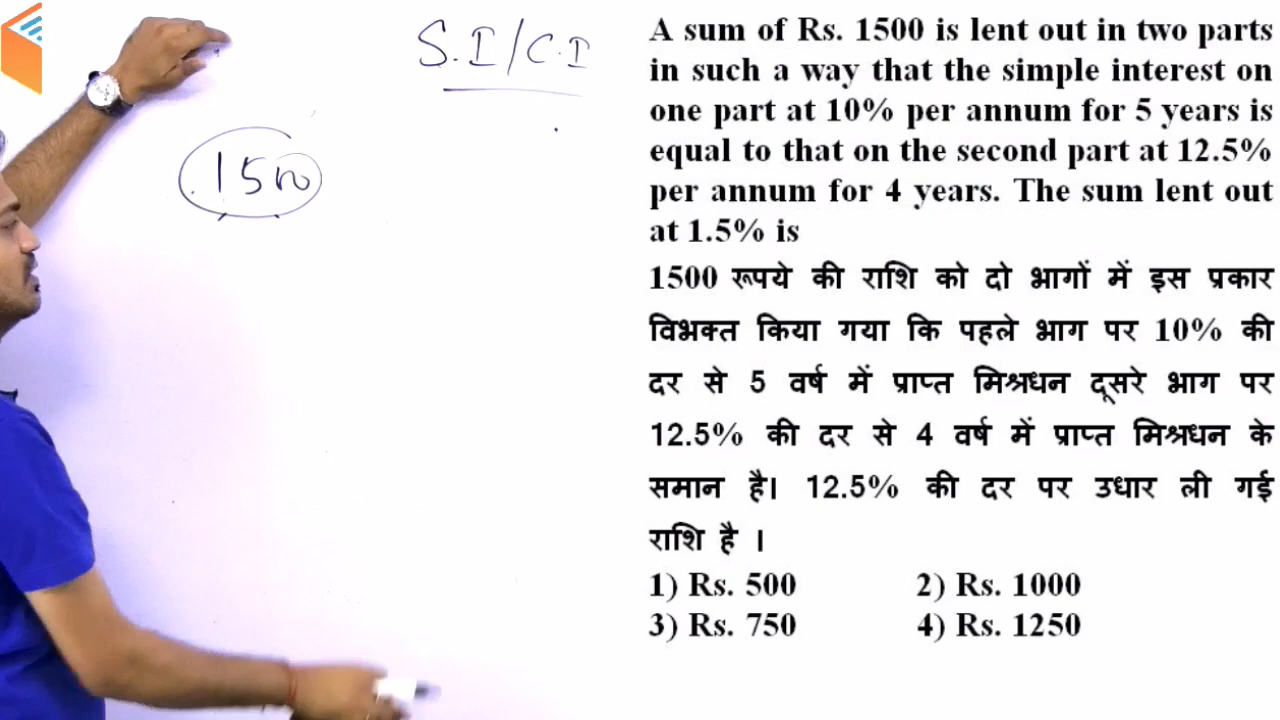 S.I/C.I
1500
A sum of Rs. 1500 is lent out in two parts
in such a way that the simple interest on
one part at 10% per annum for 5 years is
equal to that on the second part at 12.5%
per annum for 4 years. The sum lent out
at 1.5% is
1500 रूपये की राशि को दो भागों में इस प्रकार
विभक्त किया गया कि पहले भाग पर 10% की
दर से 5 वर्ष में प्राप्त मिश्रधन दूसरे भाग पर
12.5% की दर से 4 वर्ष में प्राप्त मिश्रधन के
समान है। 12.5% की दर पर उधार ली गई
राशि है ।
1) Rs. 500 2) Rs. 1000
3) Rs. 750 4) Rs. 1250